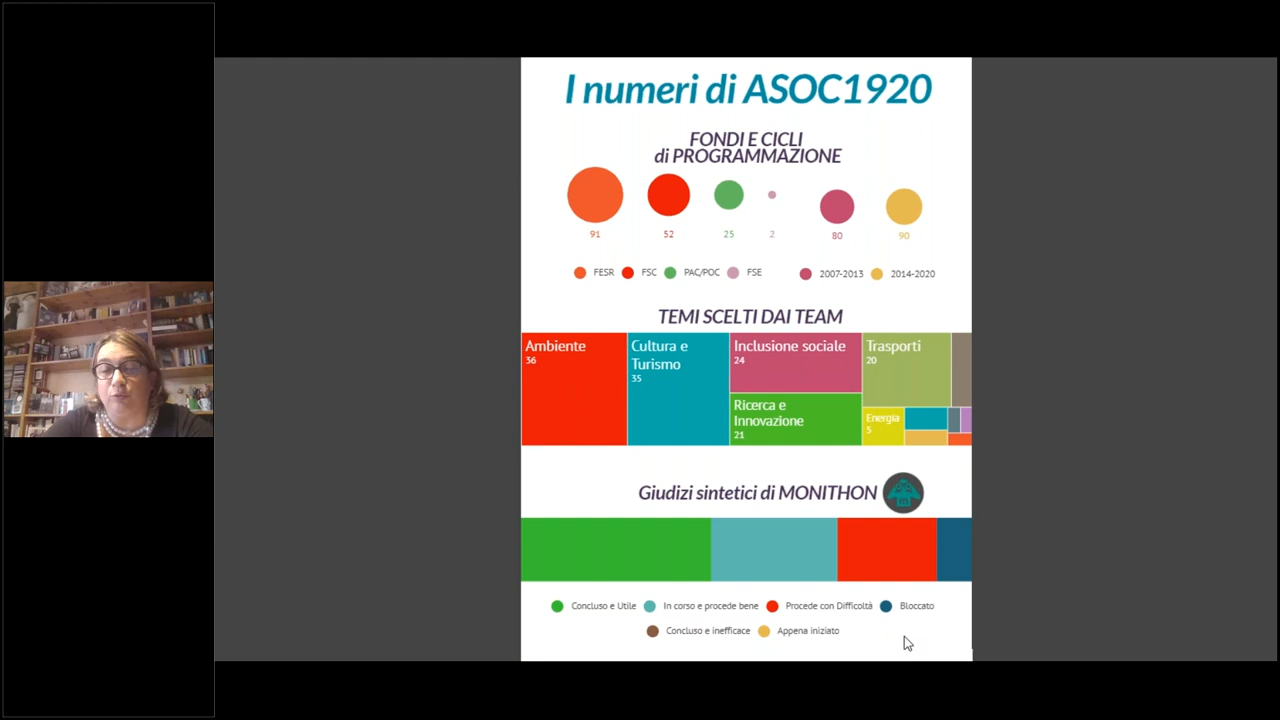 I numeri di ASOC1920
FONDI E CICLI
di PROGRAMMAZIONE
91
52
25
2
80
90
FESR
FSC
PAC/POC
FSE
2007-2013
2014-2020
TEMI SCELTI DAI TEAM
Ambiente
36
Cultura e
Turismo
35
Inclusione sociale
24
Ricerca e
Innovazione
21
Trasporti
20
Energia
5
Giudizi sintetici di MONITHON
Concluso e Utile
In corso e procede bene
Procede con Difficoltà
Bloccato
Concluso e inefficace
Appena iniziato